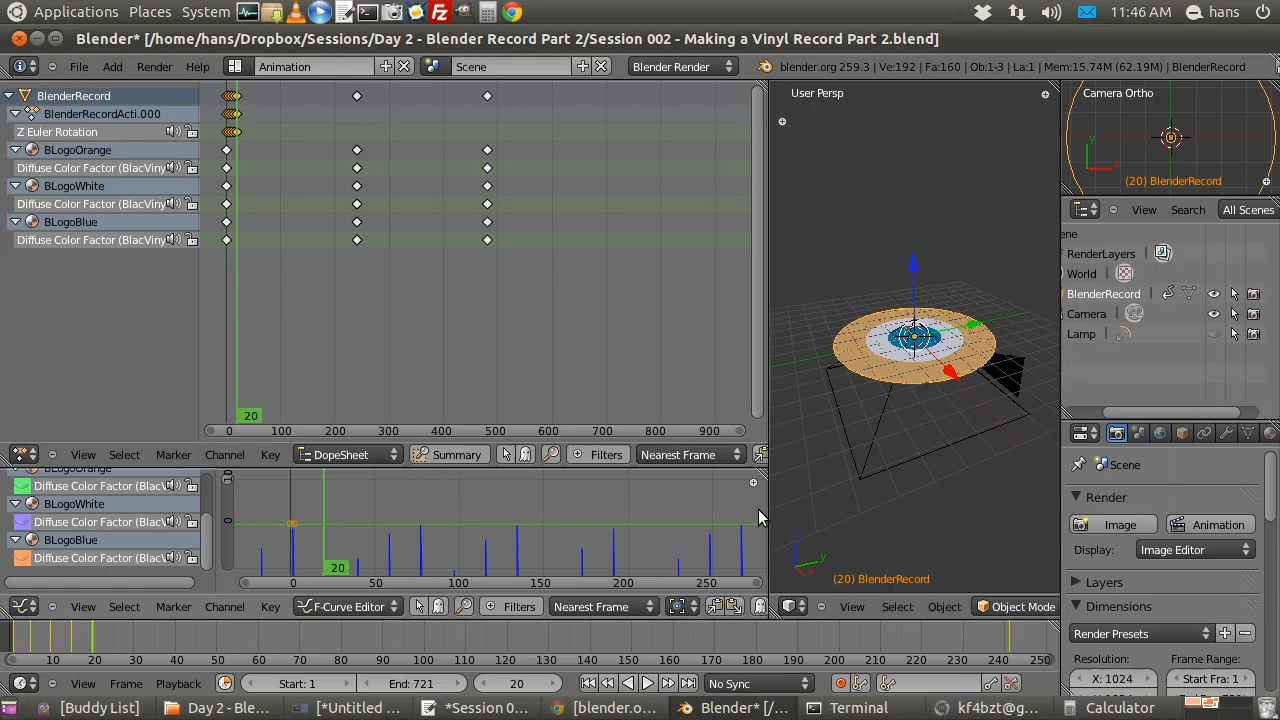 Applications Places System 11:46 AM hans
Blender* [/home/hans/Dropbox/Sessions/Day 2 - Blender Record Part 2/Session 002 - Making a Vinyl Record Part 2.blend]
File Add Render Help Animation Scene Blender Render blender.org 259.3 | Ve:192 | Fa:160 | Ob:1-3 | La:1 | Mem:15.74M (62.19M) | BlenderRecord
BlenderRecord
BlenderRecordActi.000
Z Euler Rotation
BLogoOrange
Diffuse Color Factor (BlacViny
BLogoWhite
Diffuse Color Factor (BlacViny
BLogoBlue
Diffuse Color Factor (BlacViny
20
0 100 200 300 400 500 600 700 800 900
View Select Marker Channel Key DopeSheet Summary Filters Nearest Frame
BLogoOrange
Diffuse Color Factor (BlacViny
BLogoWhite
Diffuse Color Factor (BlacViny
BLogoBlue
Diffuse Color Factor (BlacViny
10
0
20
0 50 100 150 200 250
View Select Marker Channel Key F-Curve Editor Filters Nearest Frame
0 10 20 30 40 50 60 70 80 90 100 110 120 130 140 150 160 170 180 190 200 210 220 230 240 250
View Frame Playback Start: 1 End: 721 20 No Sync
User Persp
z
y
x
(20) BlenderRecord
View Select Object Object Mode
Camera Ortho
y
x
(20) BlenderRecord
View Search All Scenes
ene
RenderLayers
World
BlenderRecord
Camera
Lamp
Scene
Render
Image Animation
Display: Image Editor
Layers
Dimensions
Render Presets
Resolution: Frame Range:
X: 1024 Start Fra: 1
[Buddy List] Day 2 - Ble... [*Untitled ... *Session 0... [blender.o... Blender* [/... Terminal kf4bzt@g... Calculator